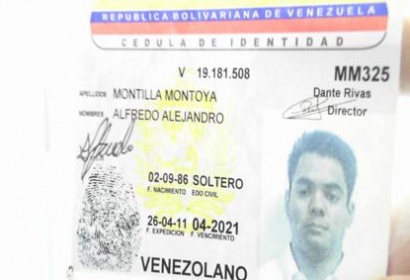 REPUBLICA BOLIVARIANA DE VENEZUELA
CEDULA DE IDENTIDAD
V 19.181.508
MM325
APELLIDOS MONTILLA MONTOYA
Dante Rivas
Director
NOMBRES ALFREDO ALEJANDRO
02-09-86 SOLTERO
F. NACIMIENTO EDO CIVIL
26-04-11 04-2021
F. EXPEDICION F. VENCIMIENTO
VENEZOLANO